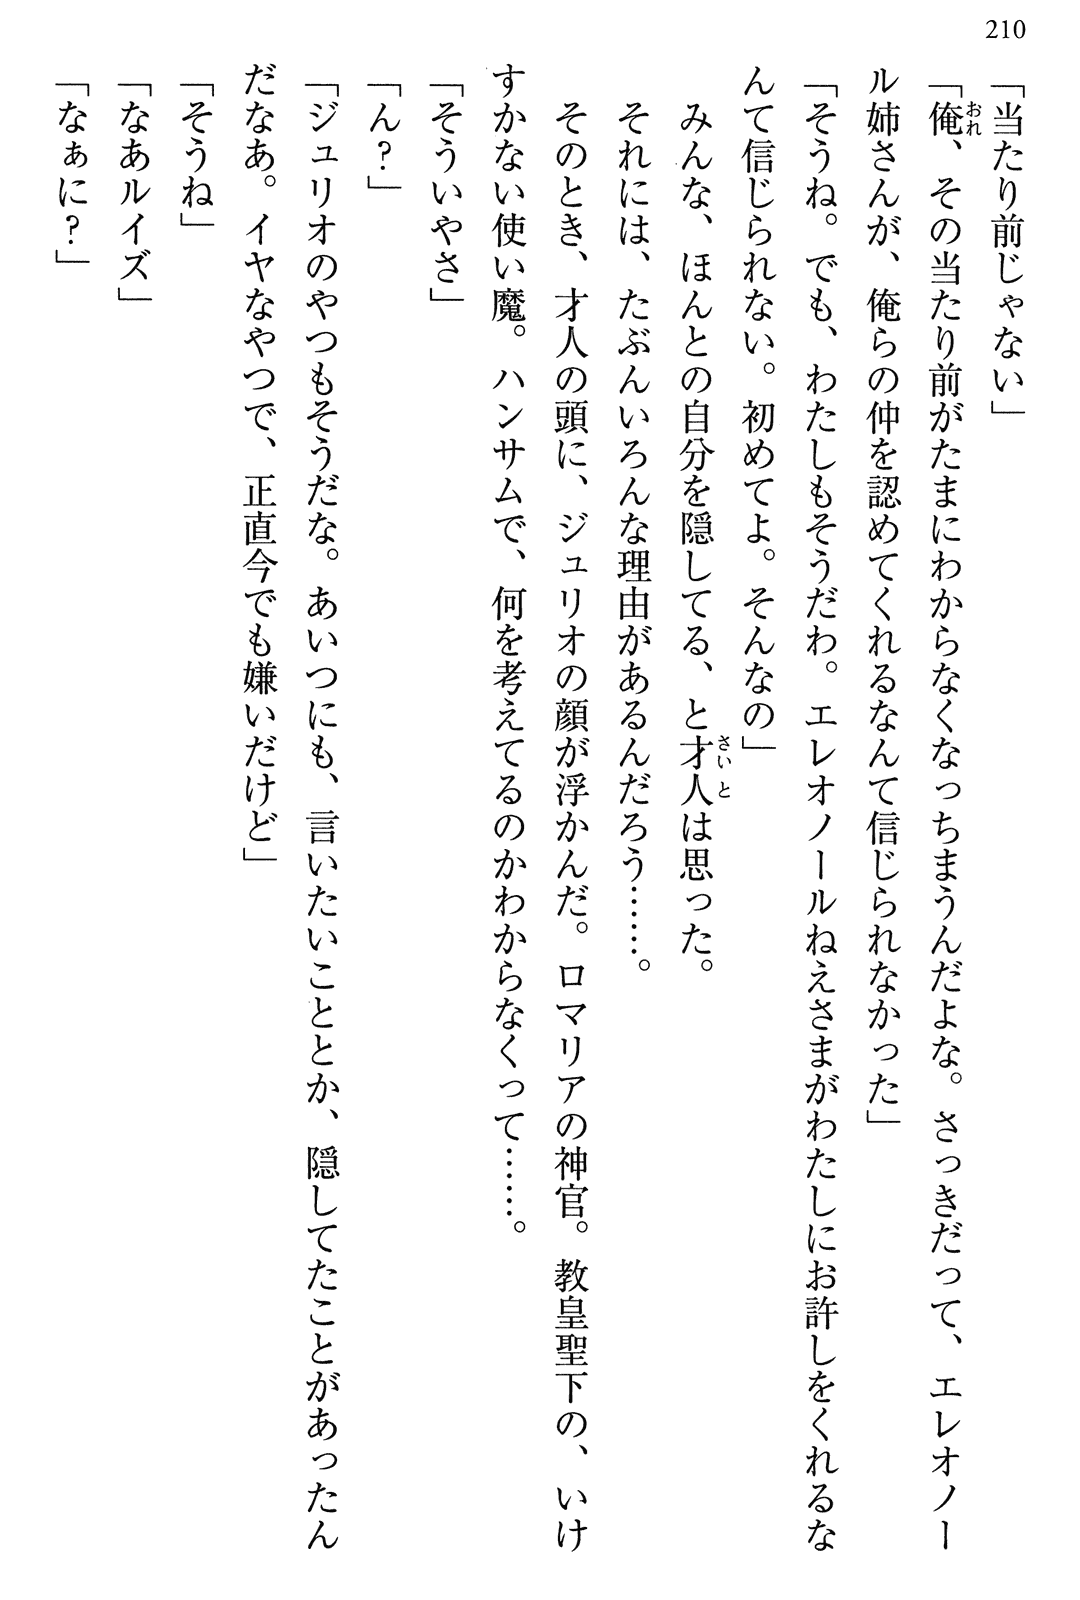 210
「当たり前じゃない」
「俺、その当たり前がたまにわからなくなっちまうんだよな。さっきだって、エレオノー
ル姉さんが、俺らの仲を認めてくれるなんて信じられなかった」
「そうね。でも、わたしもそうだわ。エレオノールねえさまがわたしにお許しをくれるな
んて信じられない。初めてよ。そんなの」
　みんな、ほんとの自分を隠してる、と才人は思った。
　それには、たぶんいろんな理由があるんだろう……。
　そのとき、才人の頭に、ジュリオの顔が浮かんだ。ロマリアの神官。教皇聖下の、いけ
すかない使い魔。ハンサムで、何を考えてるのかわからなくって……。
「そういやさ」
「ん?」
「ジュリオのやつもそうだな。あいつにも、言いたいこととか、隠してたことがあったん
だなあ。イヤなやつで、正直今でも嫌いだけど」
「そうね」
「なあルイズ」
「なぁに?」